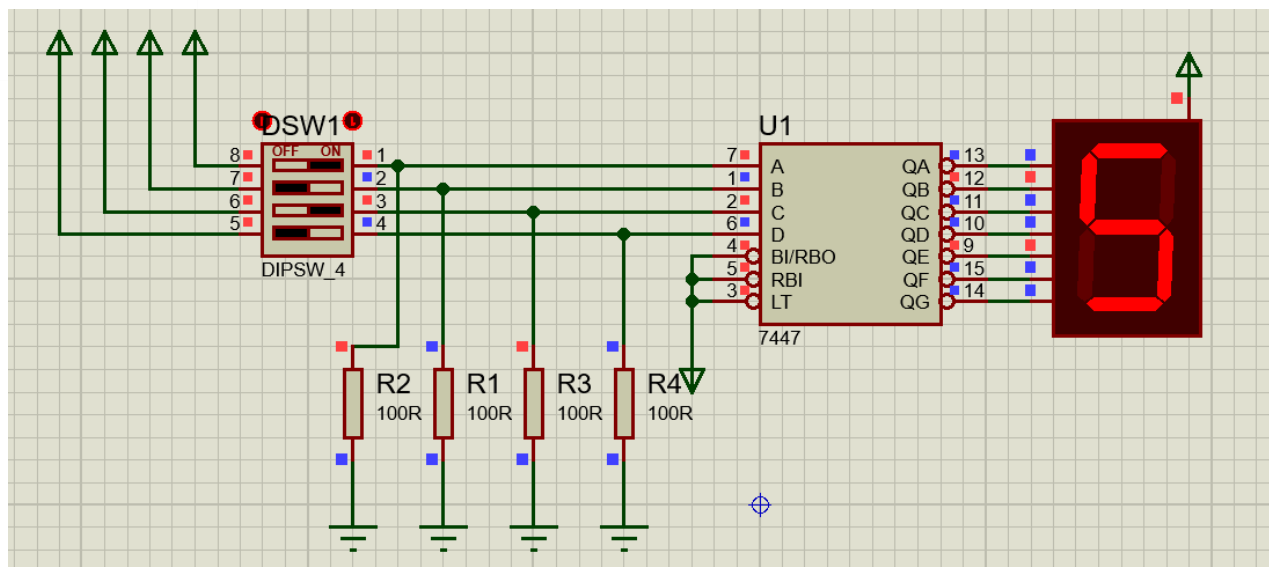 DSW1
OFF ON
8 1
7 2
6 3
5 4
DIPSW_4
U1
7 A QA 13
1 B QB 12
2 C QC 11
6 D QD 10
4 BI/RBO QE 9
5 RBI QF 15
3 LT QG 14
7447
R2
100R
R1
100R
R3
100R
R4
100R
5